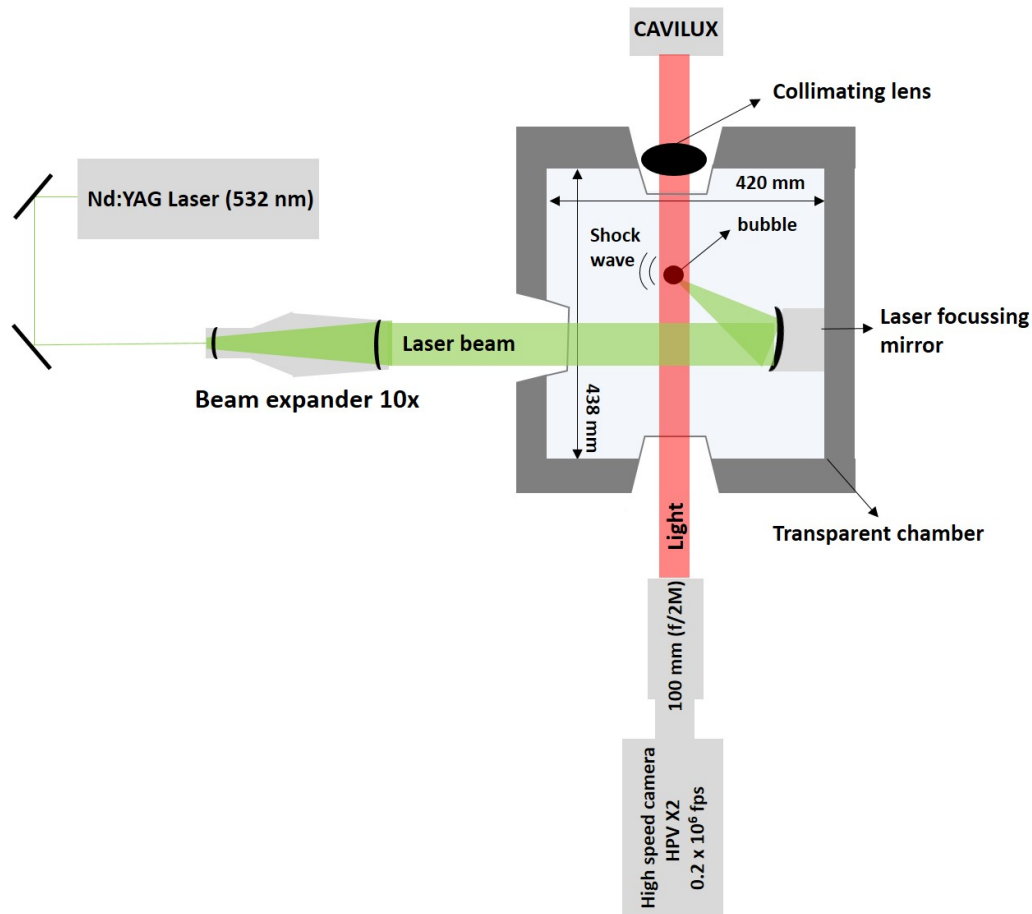 CAVILUX
Collimating lens
Nd:YAG Laser (532 nm)
420 mm
Shock
wave
bubble
Laser focussing
mirror
Laser beam
Beam expander 10x
438 mm
Light
Transparent chamber
100 mm (f/2M)
High speed camera
HPV X2
0.2 x 10⁶ fps